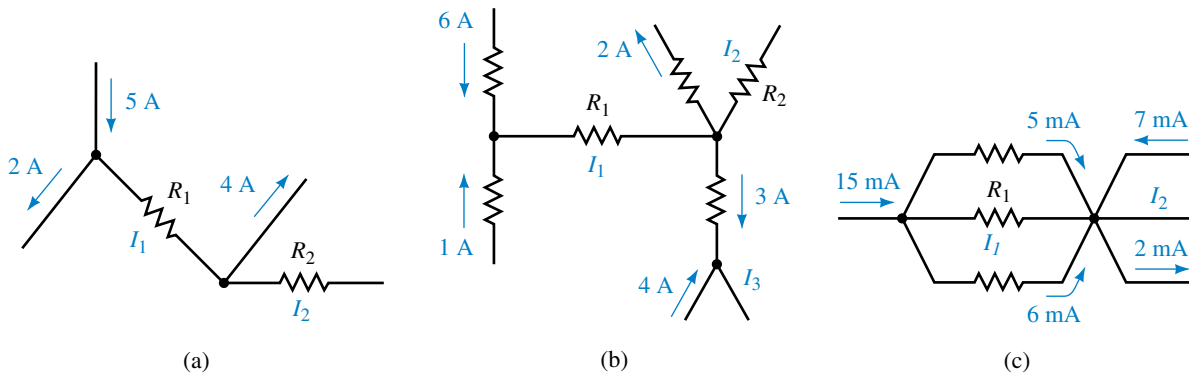 5 A
2 A
R1
I1
4 A
R2
I2
(a)
6 A
2 A
I2
R2
R1
I1
1 A
3 A
4 A
I3
(b)
5 mA
7 mA
15 mA
R1
I1
I2
2 mA
6 mA
(c)